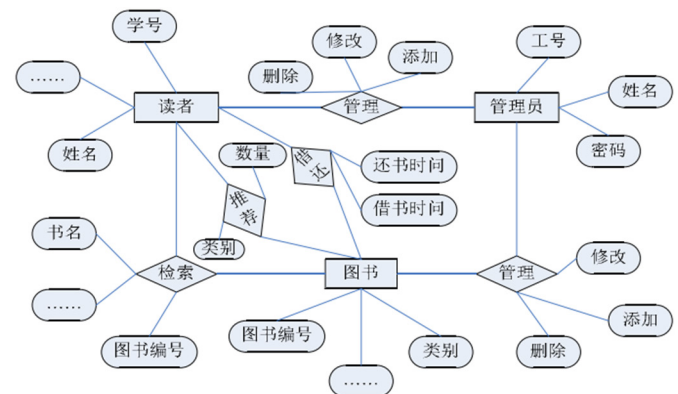 学号
修改
添加
工号
……
删除
姓名
读者
管理
管理员
姓名
数量
借还
还书时问
密码
推荐
借书时问
书名
类别
修改
检索
图书
管理
……
添加
图书编号
图书编号
类别
删除
……